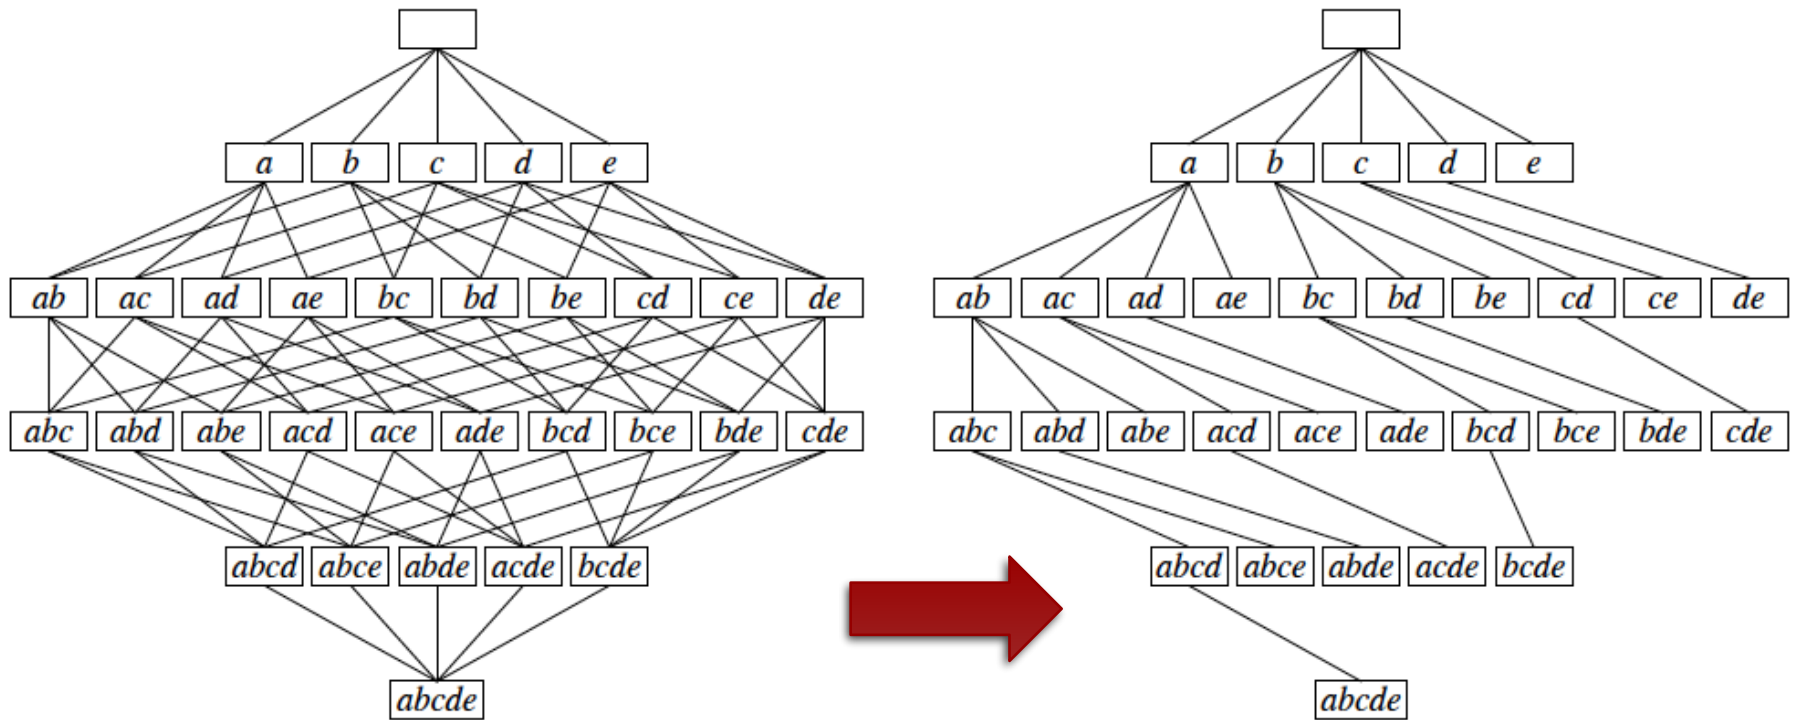 a b c d e a b c d e
ab ac ad ae bc bd be cd ce de ab ac ad ae bc bd be cd ce de
abc abd abe acd ace ade bcd bce bde cde abc abd abe acd ace ade bcd bce bde cde
abcd abce abde acde bcde abcd abce abde acde bcde
abcde abcde